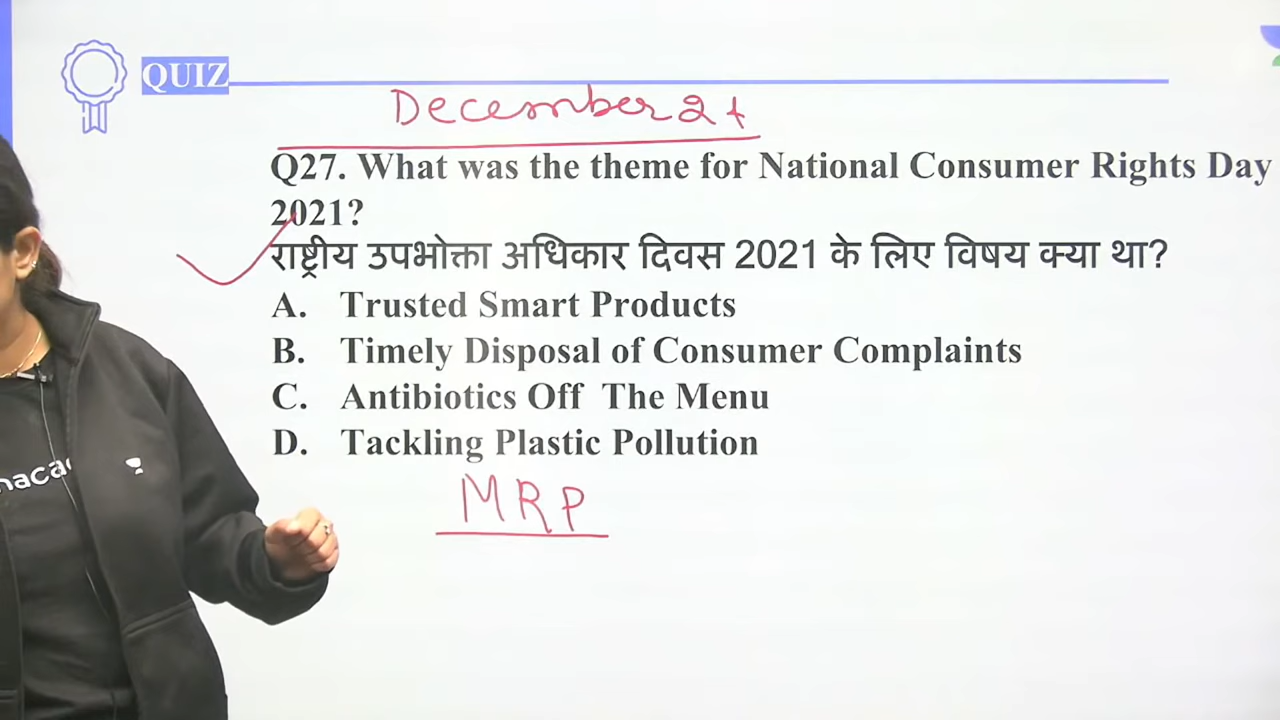 QUIZ
December 24
Q27. What was the theme for National Consumer Rights Day
2021?
राष्ट्रीय उपभोक्ता अधिकार दिवस 2021 के लिए विषय क्या था?
A. Trusted Smart Products
B. Timely Disposal of Consumer Complaints
C. Antibiotics Off The Menu
D. Tackling Plastic Pollution
MRP